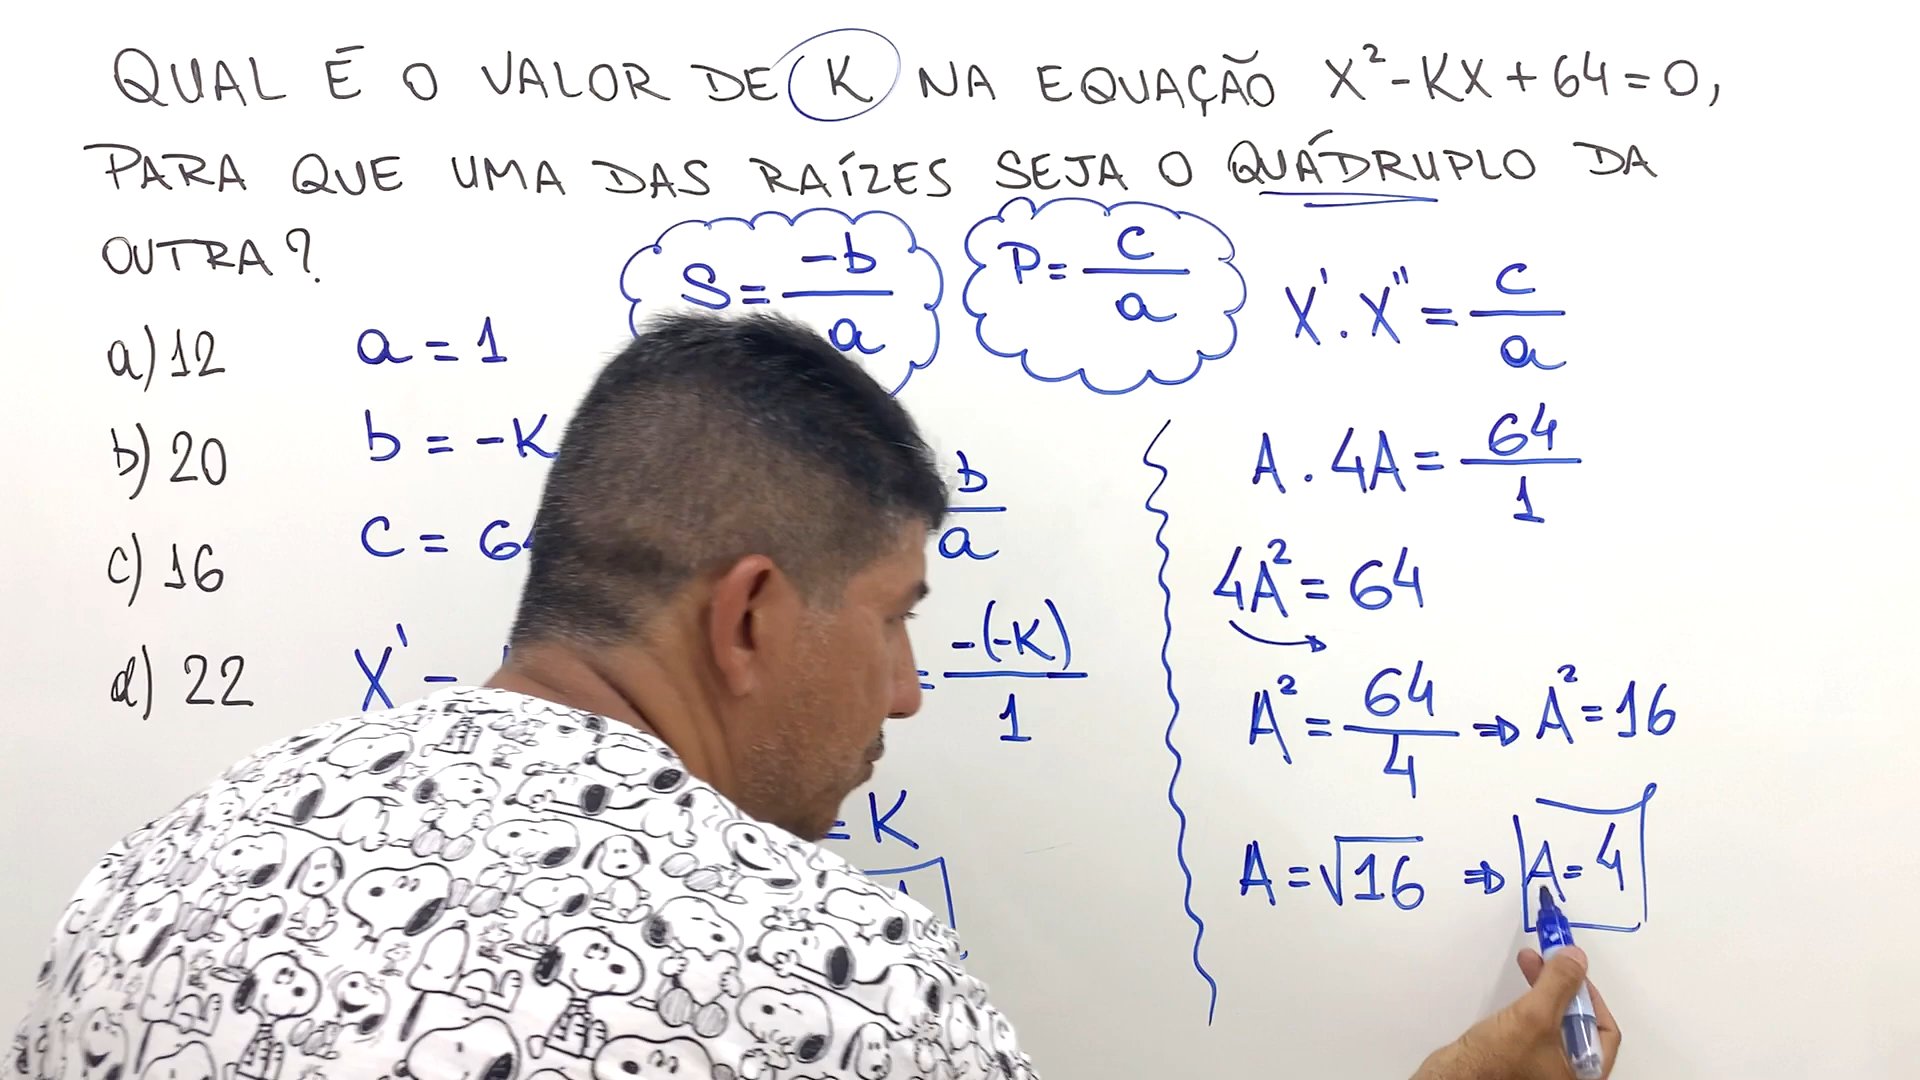 QUAL É O VALOR DE K NA EQUAÇÃO X²-KX+64=0,
PARA QUE UMA DAS RAÍZES SEJA O QUÁDRUPLO DA
OUTRA?
a) 12
b) 20
c) 16
d) 22
a = 1
b = -K
C = 64
X'
S = -b/a
P = c/a
b/a
= -(-K)/1
= K
X' . X" = c/a
A . 4A = 64/1
4A² = 64
A² = 64/4 ⇒ A² = 16
A = √16 ⇒ A = 4